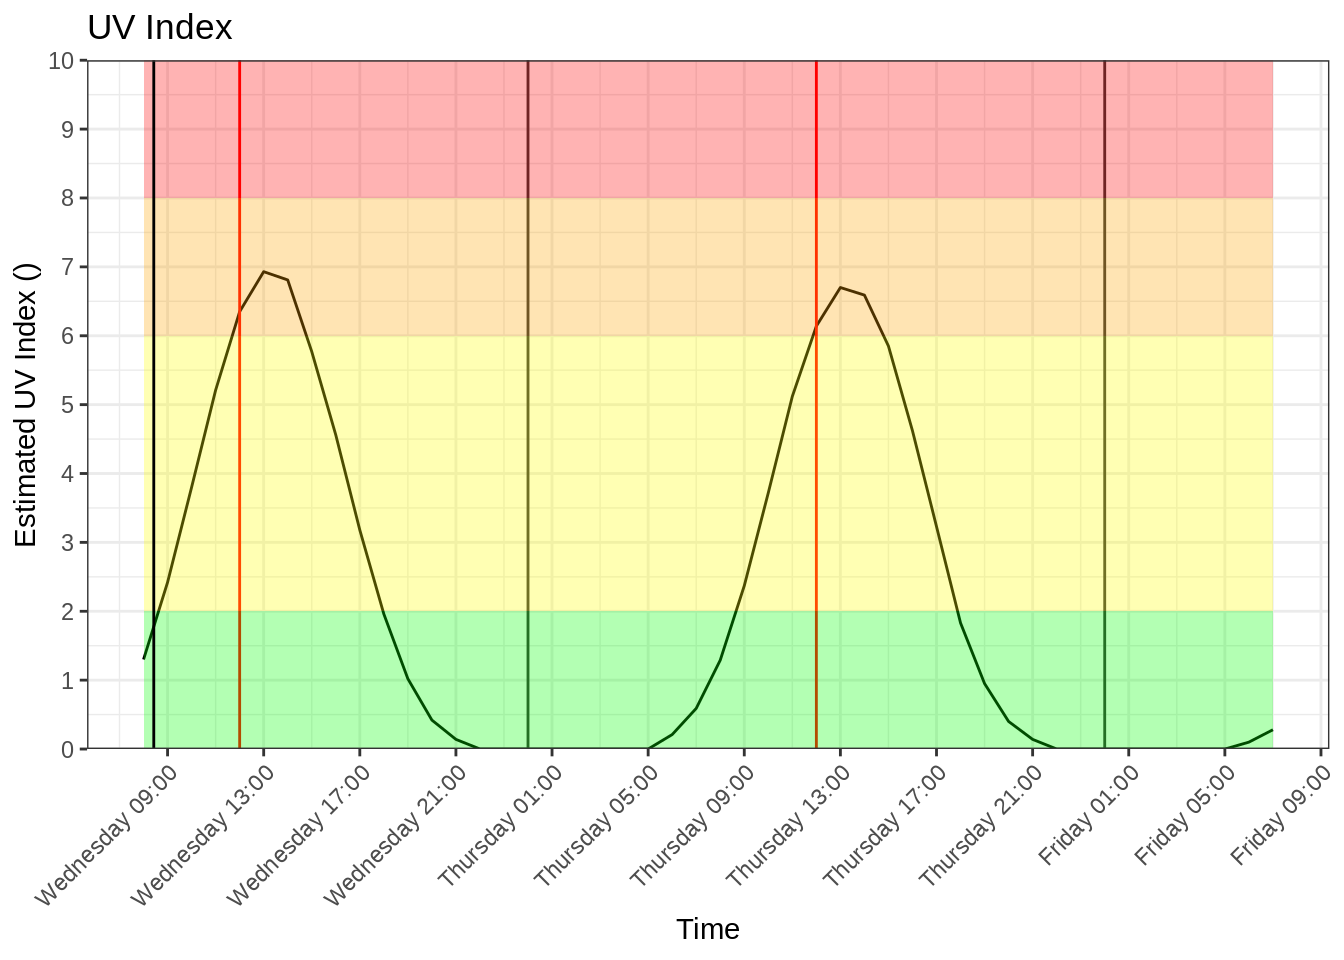 UV Index
10
9
8
7
6
5
4
3
2
1
0
Estimated UV Index ()
Wednesday 09:00
Wednesday 13:00
Wednesday 17:00
Wednesday 21:00
Thursday 01:00
Thursday 05:00
Thursday 09:00
Thursday 13:00
Thursday 17:00
Thursday 21:00
Friday 01:00
Friday 05:00
Friday 09:00
Time